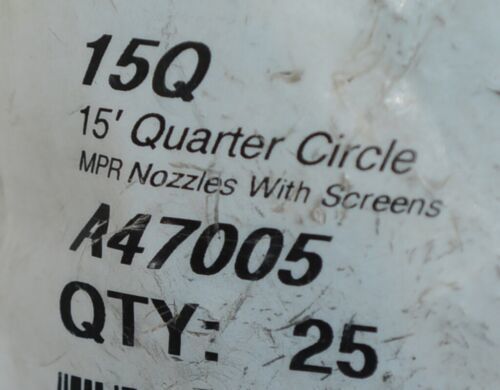 15Q
15' Quarter Circle
MPR Nozzles With Screens
A47005
QTY: 25